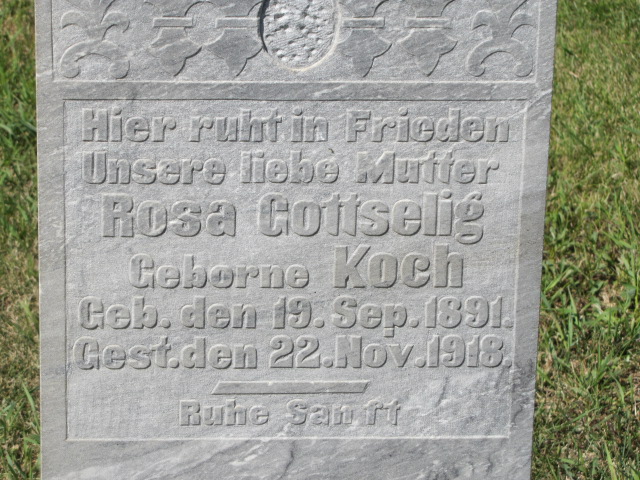 Hier ruht in Frieden
Unsere liebe Mutter
Rosa Gottselig
Geborne Koch
Geb. den 19. Sep. 1891.
Gest. den 22. Nov. 1918.
Ruhe Sanft